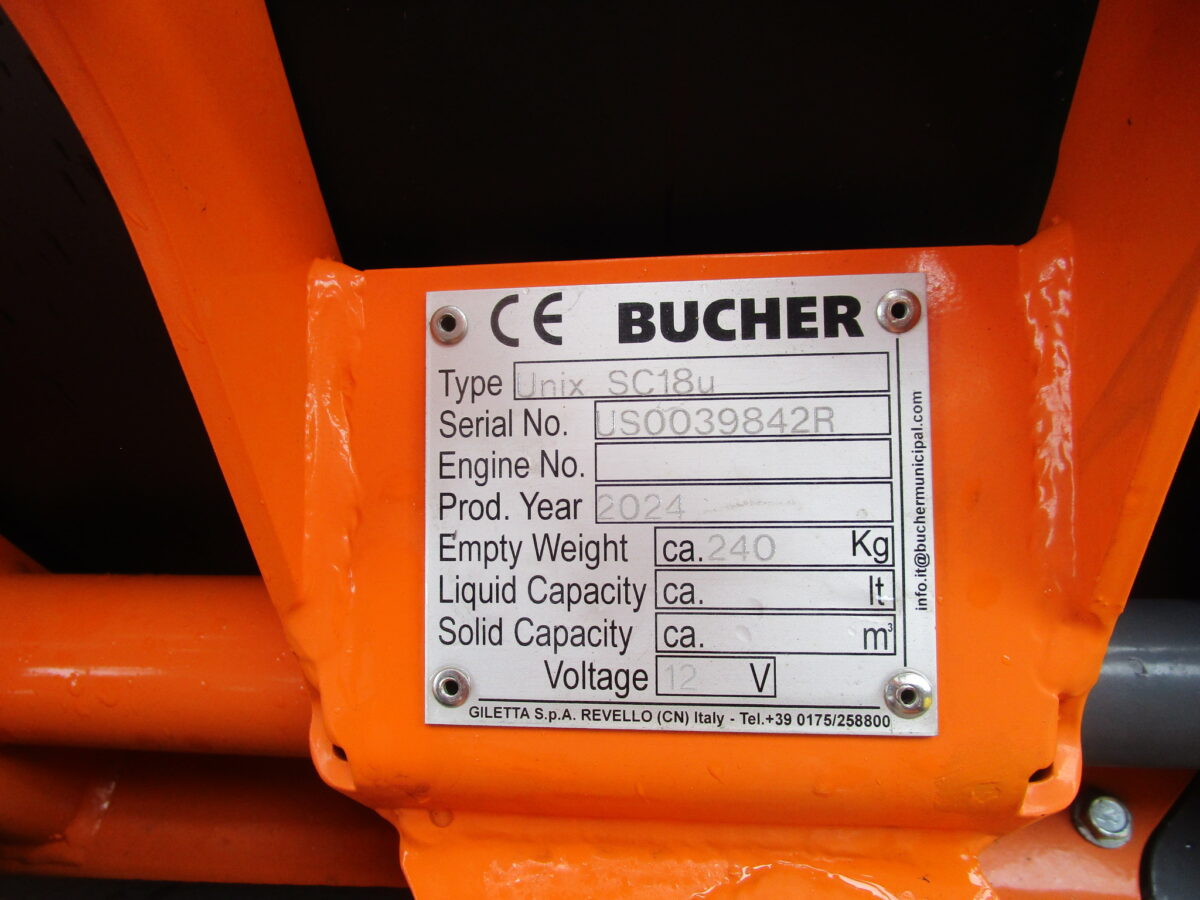 CE BUCHER
Type Unix SC18u
Serial No. US0039842R
Engine No.
Prod. Year 2024
Empty Weight ca. 240 Kg
Liquid Capacity ca. lt
Solid Capacity ca. m³
Voltage 12 V
GILETTA S.p.A. REVELLO (CN) Italy - Tel.+39 0175/258800
info.it@buchermunicipal.com